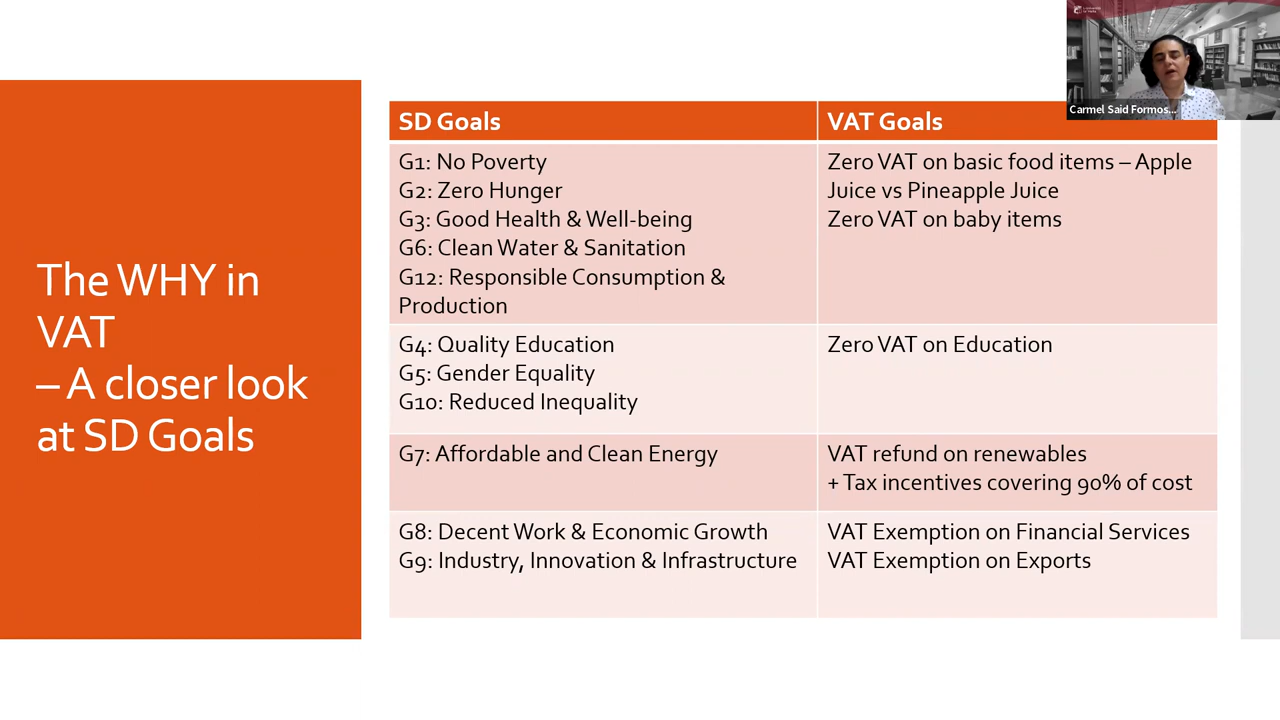 The WHY in
VAT
– A closer look
at SD Goals
SD Goals
VAT Goals
G1: No Poverty
G2: Zero Hunger
G3: Good Health & Well-being
G6: Clean Water & Sanitation
G12: Responsible Consumption &
Production
Zero VAT on basic food items – Apple
Juice vs Pineapple Juice
Zero VAT on baby items
G4: Quality Education
G5: Gender Equality
G10: Reduced Inequality
Zero VAT on Education
G7: Affordable and Clean Energy
VAT refund on renewables
+ Tax incentives covering 90% of cost
G8: Decent Work & Economic Growth
G9: Industry, Innovation & Infrastructure
VAT Exemption on Financial Services
VAT Exemption on Exports
Carmel Said Formos...